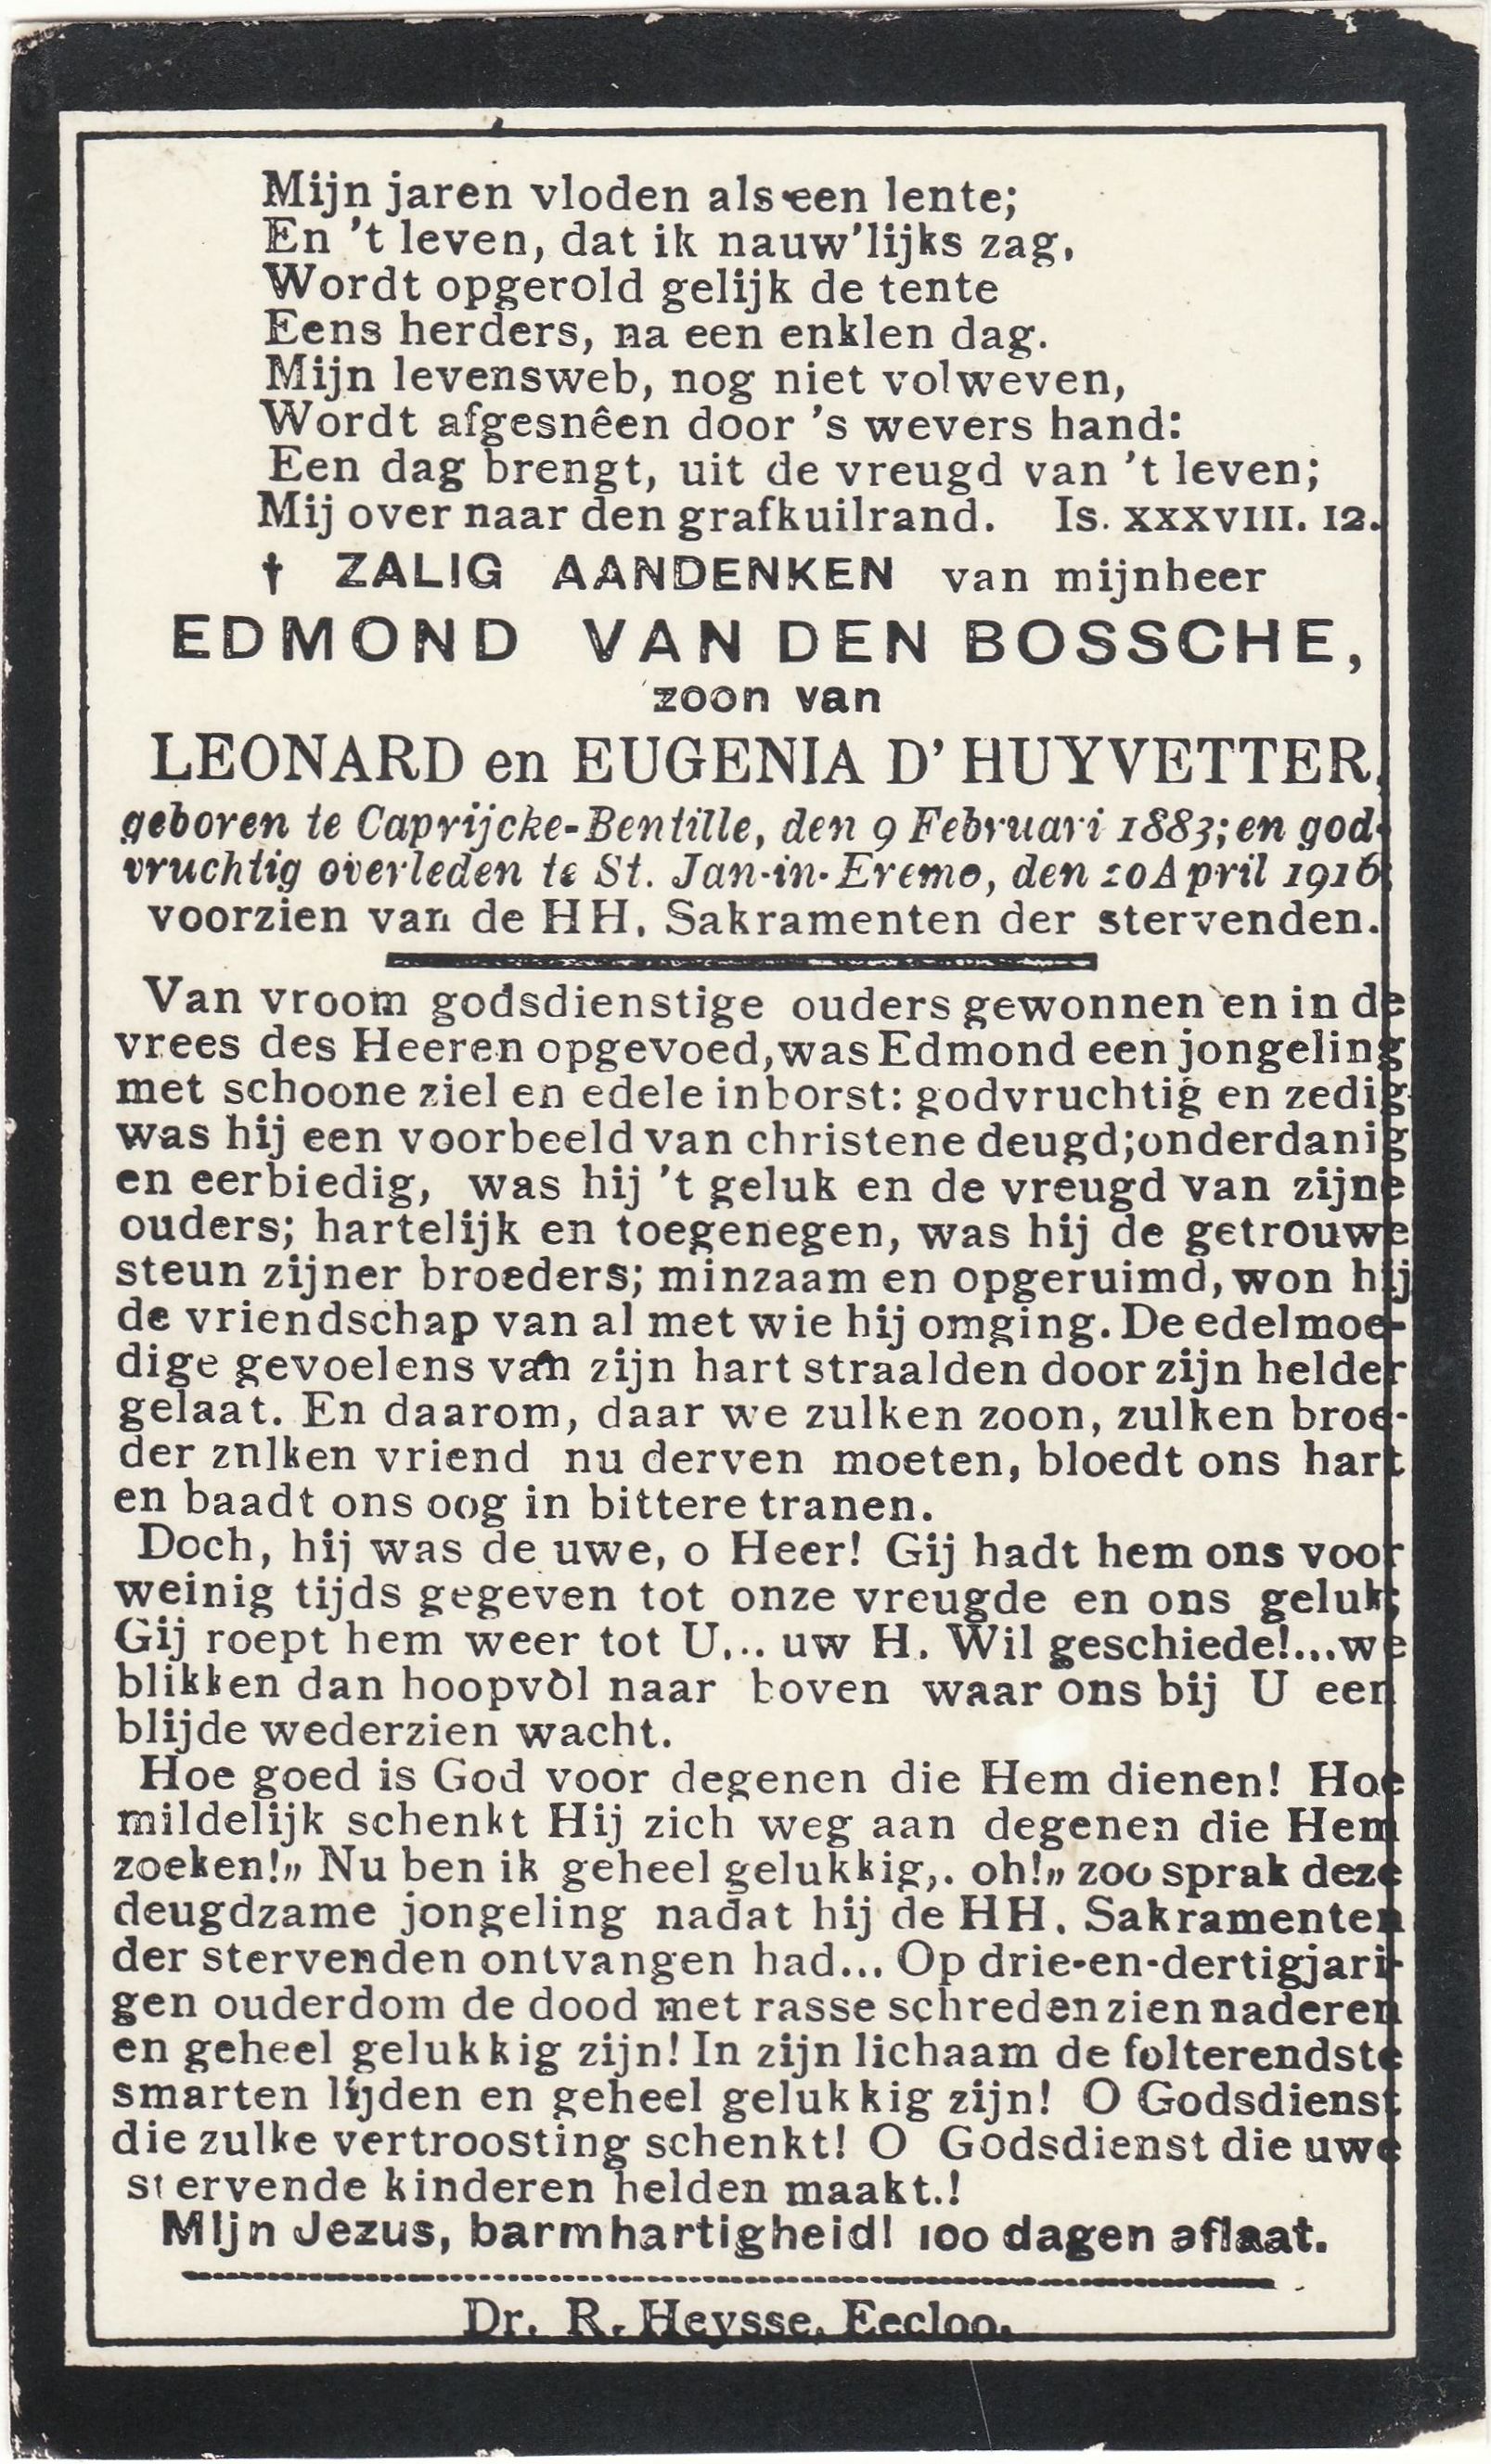 Mijn jaren vloden als een lente;
En 't leven, dat ik nauw'lijks zag,
Wordt opgerold gelijk de tente
Eens herders, na een enklen dag.
Mijn levensweb, nog niet volweven,
Wordt afgesnêen door 's wevers hand:
Een dag brengt, uit de vreugd van 't leven;
Mij over naar den grafkuilrand. Is. XXXVIII. 12.
† ZALIG AANDENKEN van mijnheer
EDMOND VAN DEN BOSSCHE,
zoon van
LEONARD en EUGENIA D'HUYVETTER,
geboren te Caprijcke-Bentille, den 9 Februari 1883; en god-
vruchtig overleden te St. Jan-in-Eremo, den April 1916;
voorzien van de HH. Sakramenten der stervenden.
Van vroom godsdienstige ouders gewonnen en in de
vrees des Heeren opgevoed, was Edmond een jongeling
met schoone ziel en edele inborst: godvruchtig en zedig
was hij een voorbeeld van christene deugd; onderdanig
en eerbiedig, was hij 't geluk en de vreugd van zijne
ouders; hartelijk en toegenegen, was hij de getrouwe
steun zijner broeders; minzaam en opgeruimd, won hij
de vriendschap van al met wie hij omging. De edelmoe-
dige gevoelens van zijn hart straalden door zijn helder
gelaat. En daarom, daar we zulken zoon, zulken broe-
der znlken vriend nu derven moeten, bloedt ons hart
en baadt ons oog in bittere tranen.
Doch, hij was de uwe, o Heer! Gij hadt hem ons voor
weinig tijds gegeven tot onze vreugde en ons geluk;
Gij roept hem weer tot U... uw H. Wil geschiede!...we
blikken dan hoopvòl naar boven waar ons bij U een
blijde wederzien wacht.
Hoe goed is God voor degenen die Hem dienen! Hoe
mildelijk schenkt Hij zich weg aan degenen die Hem
zoeken!„ Nu ben ik geheel gelukkig,. oh!„ zoo sprak deze
deugdzame jongeling nadat hij de HH. Sakramenten
der stervenden ontvangen had... Op drie-en-dertigjari-
gen ouderdom de dood met rasse schreden zien naderen
en geheel gelukkig zijn! In zijn lichaam de folterendste
smarten lijden en geheel gelukkig zijn! O Godsdienst
die zulke vertroosting schenkt! O Godsdienst die uwe
stervende kinderen helden maakt.!
Mijn Jezus, barmhartigheid! 100 dagen aflaat.
Dr. R. Heysse, Eecloo.